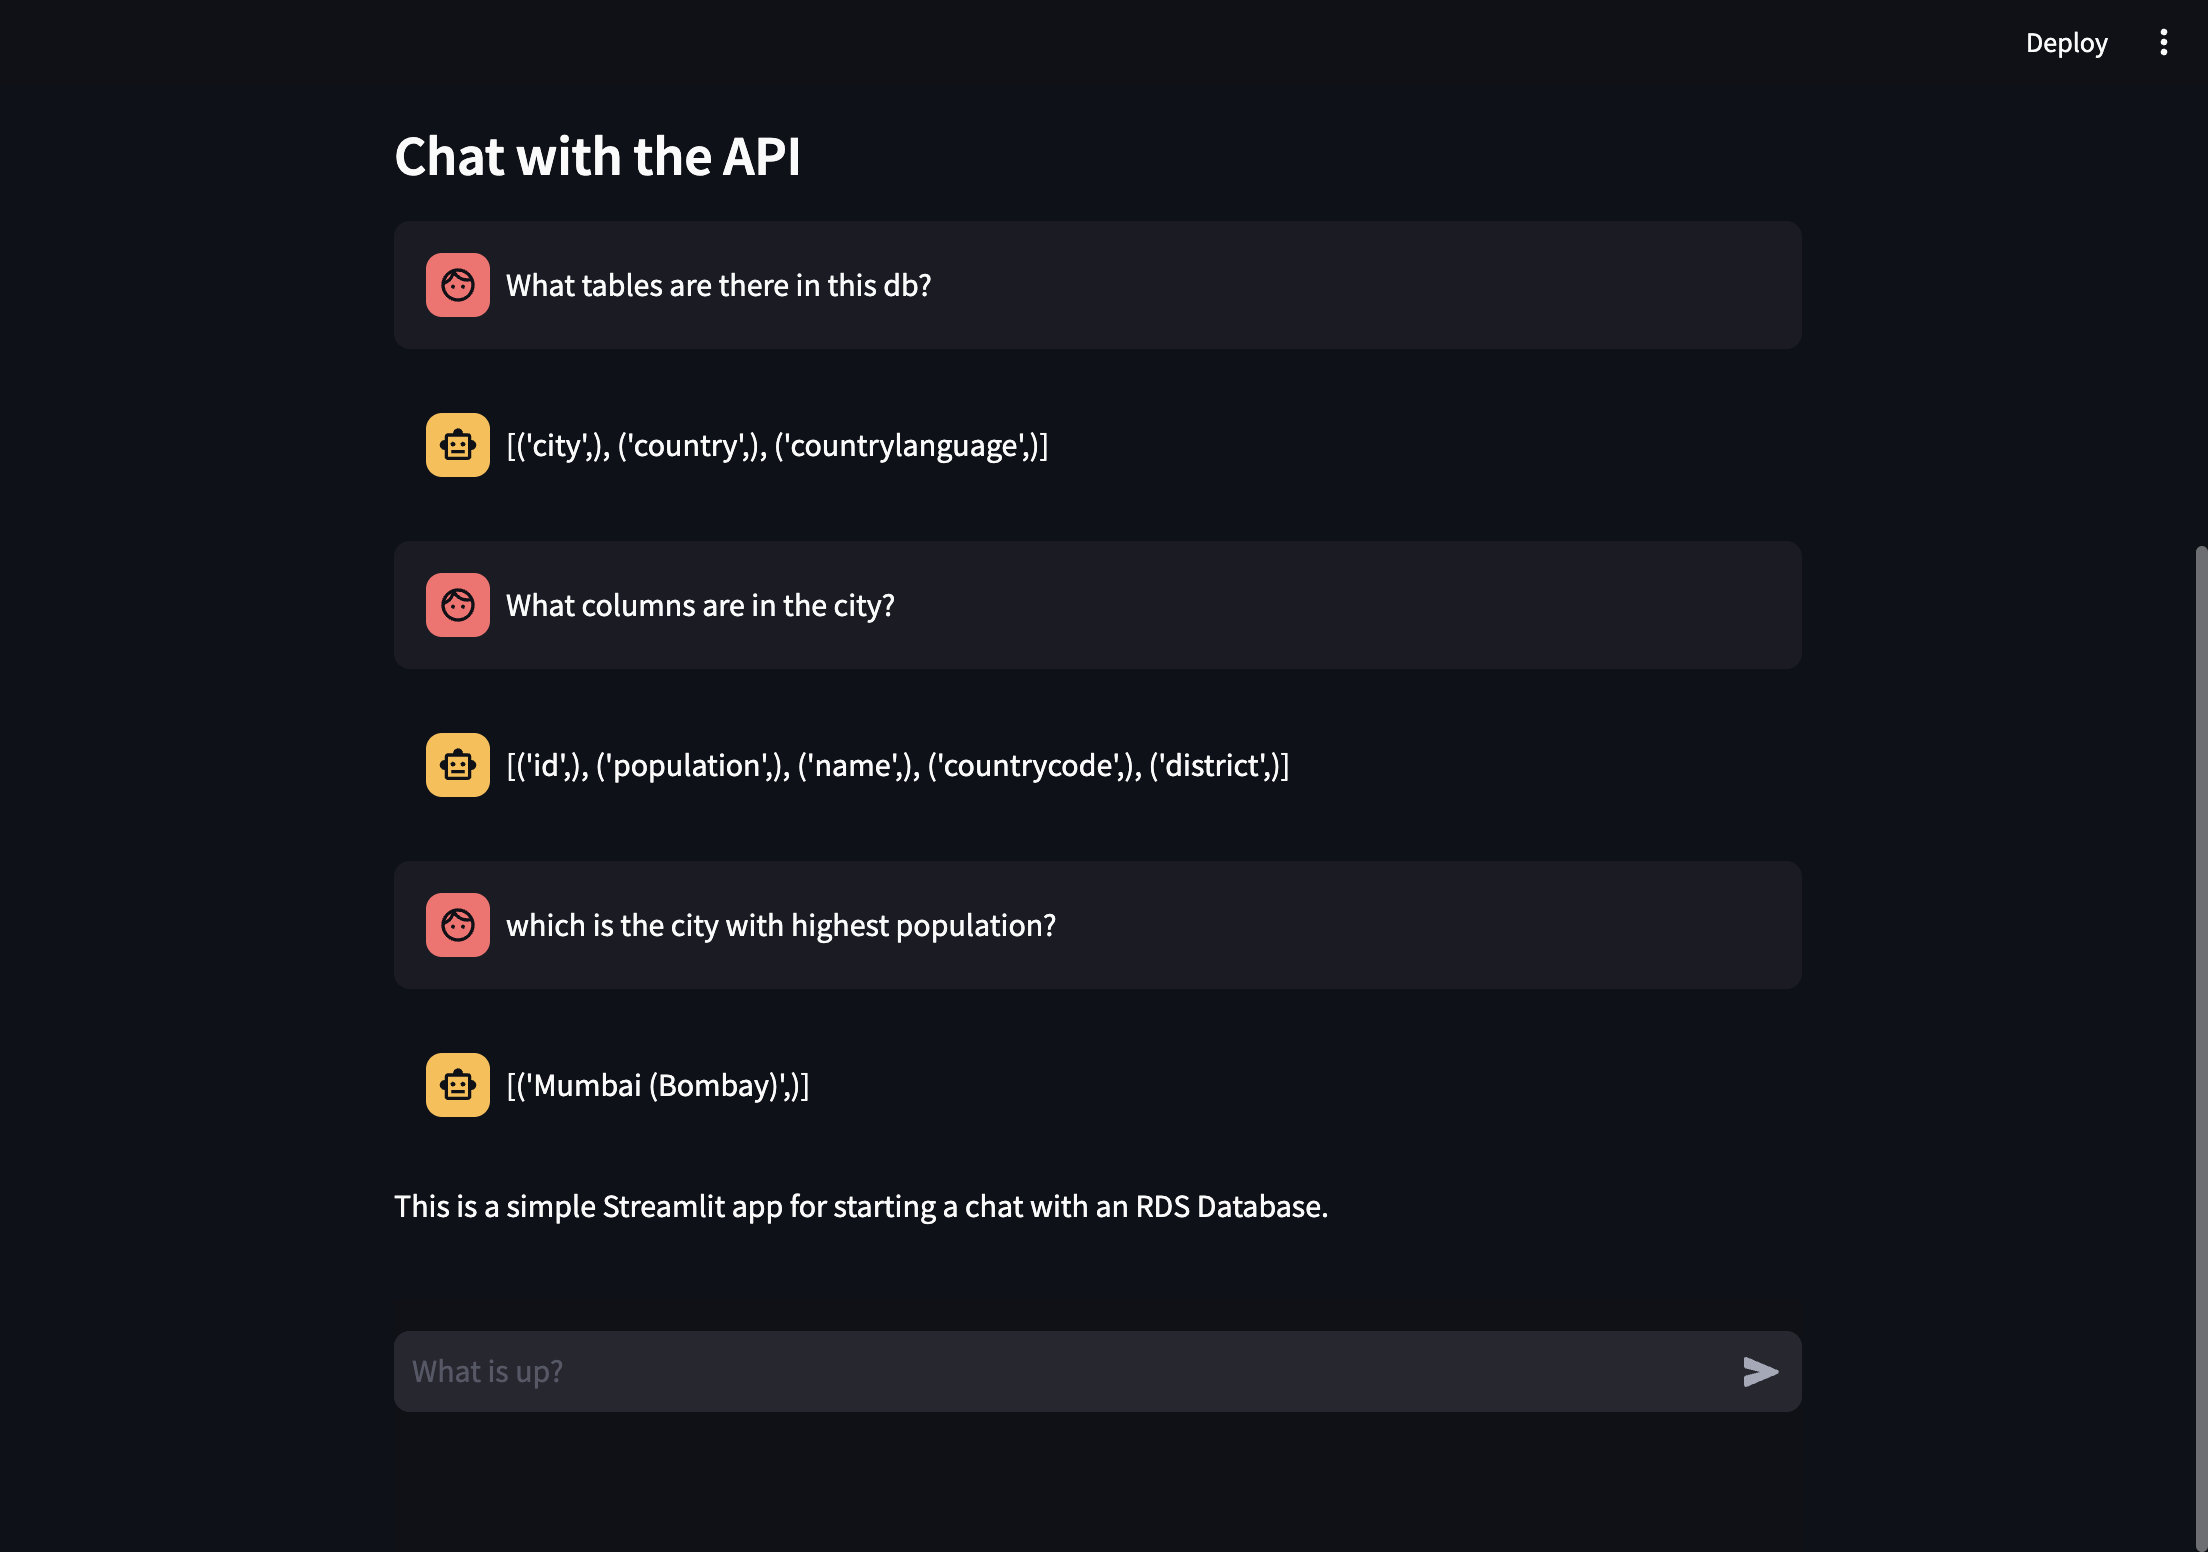 Deploy
Chat with the API
What tables are there in this db?
[('city',), ('country',), ('countrylanguage',)]
What columns are in the city?
[('id',), ('population',), ('name',), ('countrycode',), ('district',)]
which is the city with highest population?
[('Mumbai (Bombay)',)]
This is a simple Streamlit app for starting a chat with an RDS Database.
What is up?